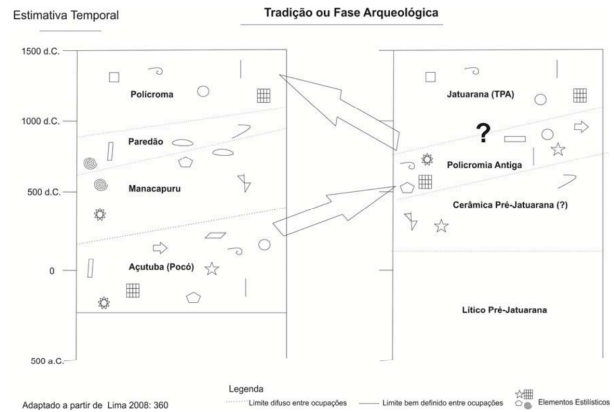 Estimativa Temporal
Tradição ou Fase Arqueológica
1500 d.C.
Policroma
Jatuarana (TPA)
1000 d.C.
?
Paredão
Policromia Antiga
Manacapuru
500 d.C.
Cerâmica Pré-Jatuarana (?)
Açutuba (Pocó)
0
Lítico Pré-Jatuarana
500 a.C.
Legenda
Adaptado a partir de Lima 2008: 360
Limite difuso entre ocupações
Limite bem definido entre ocupações
Elementos Estilísticos